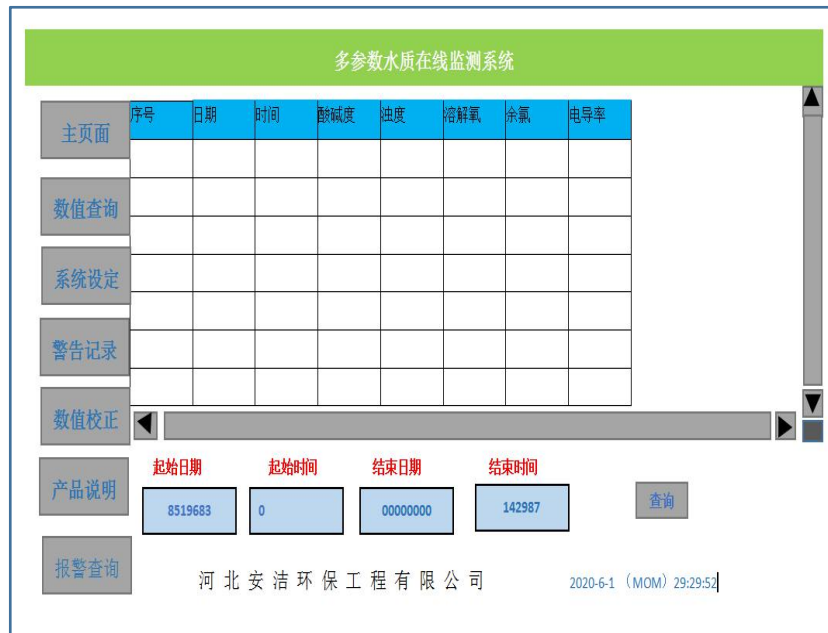 多参数水质在线监测系统
主页面
序号 日期 时间 酸碱度 浊度 溶解氧 余氯 电导率
数值查询
系统设定
警告记录
数值校正
产品说明
起始日期 起始时间 结束日期 结束时间
8519683 0 00000000 142987 查询
报警查询
河北安洁环保工程有限公司 2020-6-1 （MOM）29:29:52